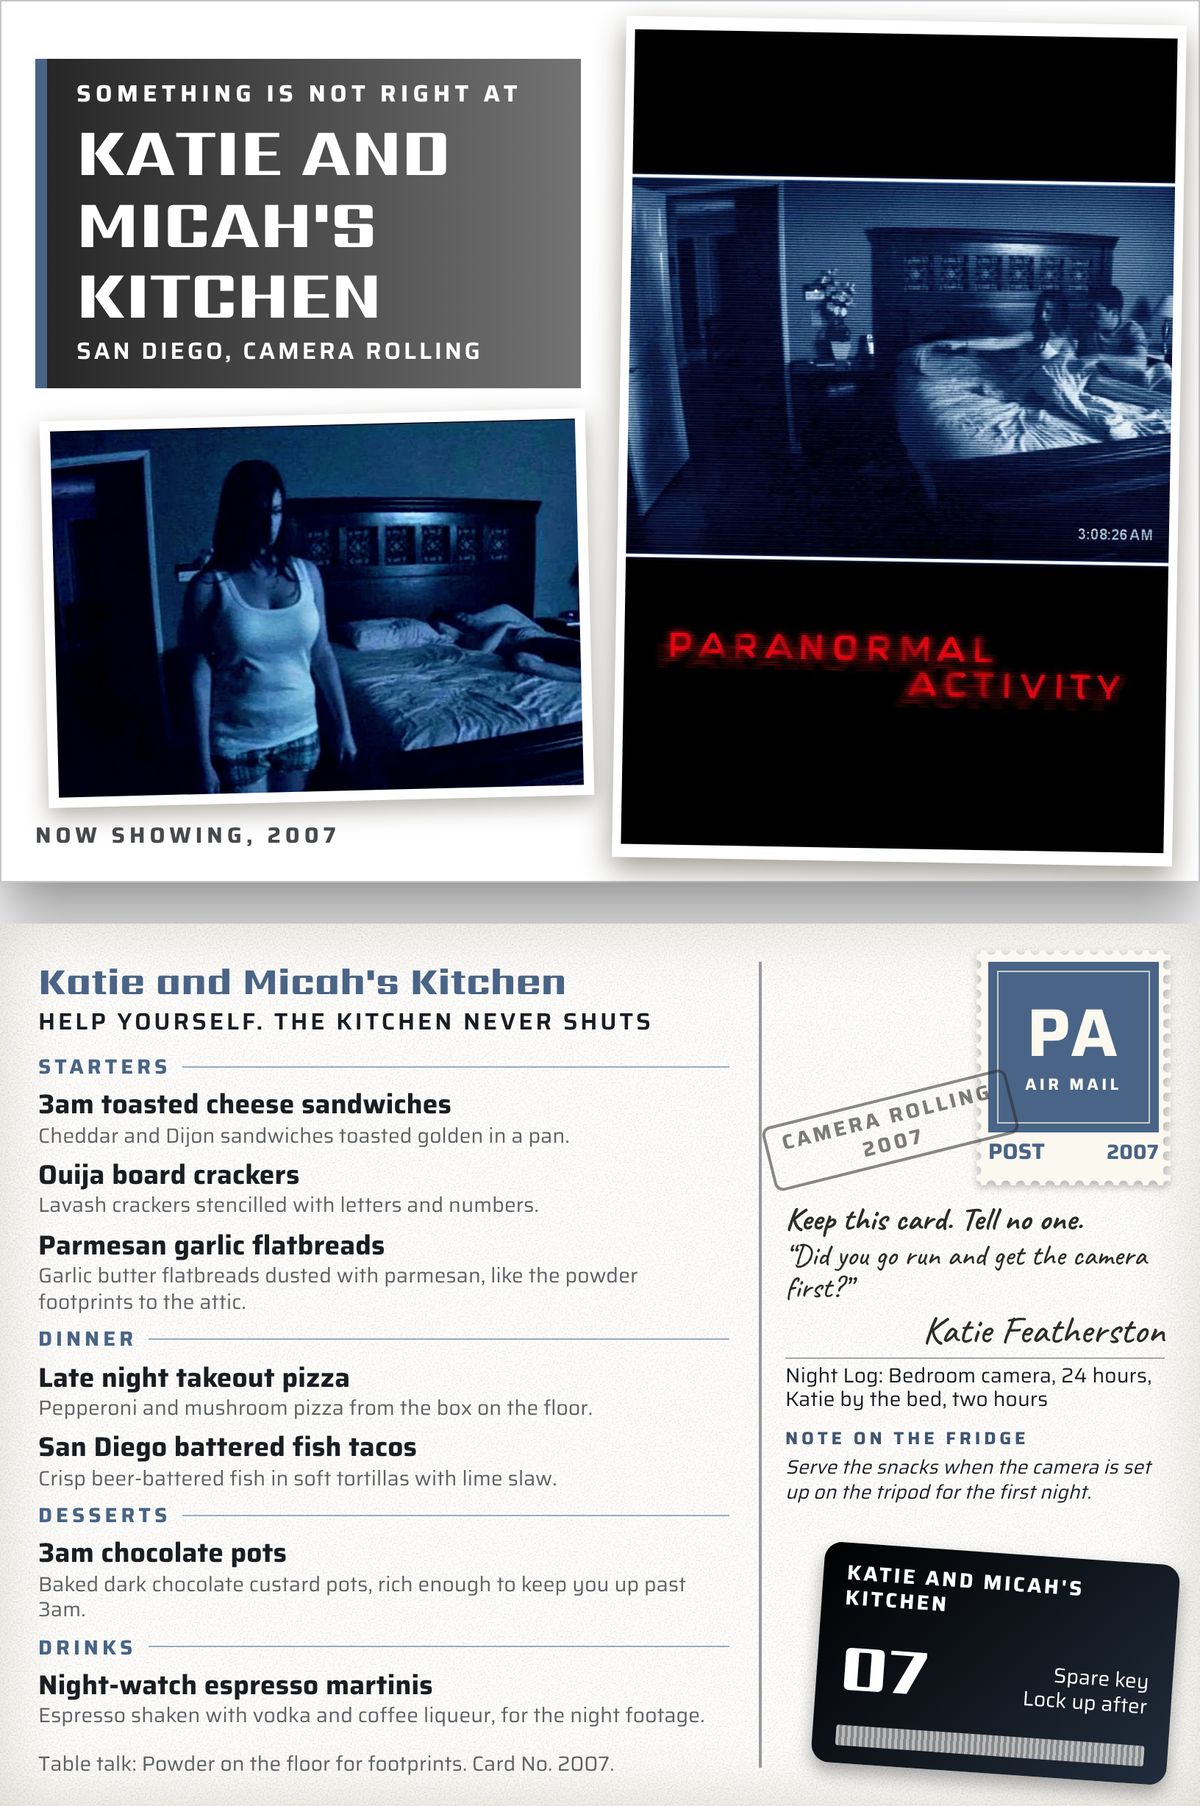 SOMETHING IS NOT RIGHT AT
KATIE AND
MICAH'S
KITCHEN
SAN DIEGO, CAMERA ROLLING
3:08:26 AM
PARANORMAL
ACTIVITY
NOW SHOWING, 2007
Katie and Micah's Kitchen
HELP YOURSELF. THE KITCHEN NEVER SHUTS
STARTERS
3am toasted cheese sandwiches
Cheddar and Dijon sandwiches toasted golden in a pan.
Ouija board crackers
Lavash crackers stencilled with letters and numbers.
Parmesan garlic flatbreads
Garlic butter flatbreads dusted with parmesan, like the powder
footprints to the attic.
DINNER
Late night takeout pizza
Pepperoni and mushroom pizza from the box on the floor.
San Diego battered fish tacos
Crisp beer-battered fish in soft tortillas with lime slaw.
DESSERTS
3am chocolate pots
Baked dark chocolate custard pots, rich enough to keep you up past
3am.
DRINKS
Night-watch espresso martinis
Espresso shaken with vodka and coffee liqueur, for the night footage.
Table talk: Powder on the floor for footprints. Card No. 2007.
PA
AIR MAIL
POST 2007
CAMERA ROLLING
2007
Keep this card. Tell no one.
“Did you go run and get the camera
first?”
Katie Featherston
Night Log: Bedroom camera, 24 hours,
Katie by the bed, two hours
NOTE ON THE FRIDGE
Serve the snacks when the camera is set
up on the tripod for the first night.
KATIE AND MICAH'S
KITCHEN
07
Spare key
Lock up after